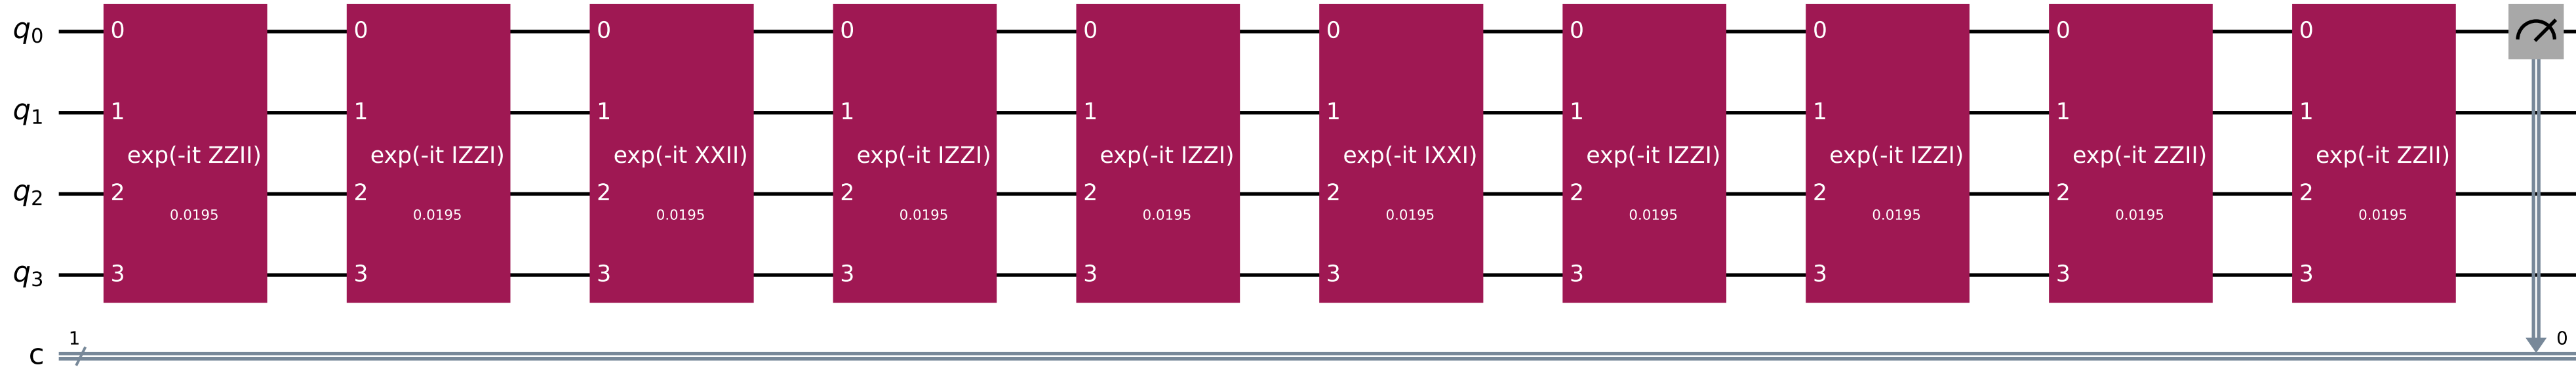 q0 0 0 0 0 0 0 0 0 0 0
q1 1 1 1 1 1 1 1 1 1 1
exp(-it ZZII) exp(-it IZZI) exp(-it XXII) exp(-it IZZI) exp(-it IZZI) exp(-it IXXI) exp(-it IZZI) exp(-it IZZI) exp(-it ZZII) exp(-it ZZII)
q2 2 2 2 2 2 2 2 2 2 2
0.0195 0.0195 0.0195 0.0195 0.0195 0.0195 0.0195 0.0195 0.0195 0.0195
q3 3 3 3 3 3 3 3 3 3 3
1 0
c